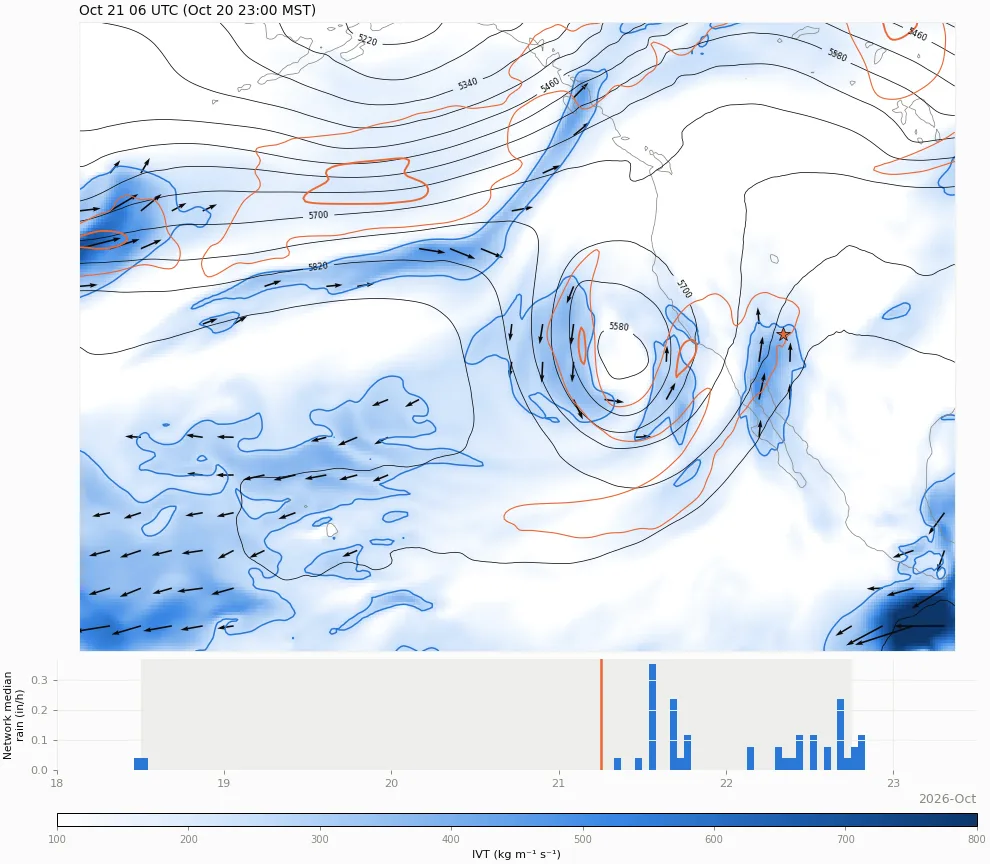 Oct 21 06 UTC (Oct 20 23:00 MST)
5220
5340
5460
5580
5460
5700
5820
5700
5580
Network median
rain (in/h)
0.3
0.2
0.1
0.0
18 19 20 21 22 23
2026-Oct
100 200 300 400 500 600 700 800
IVT (kg m⁻¹ s⁻¹)